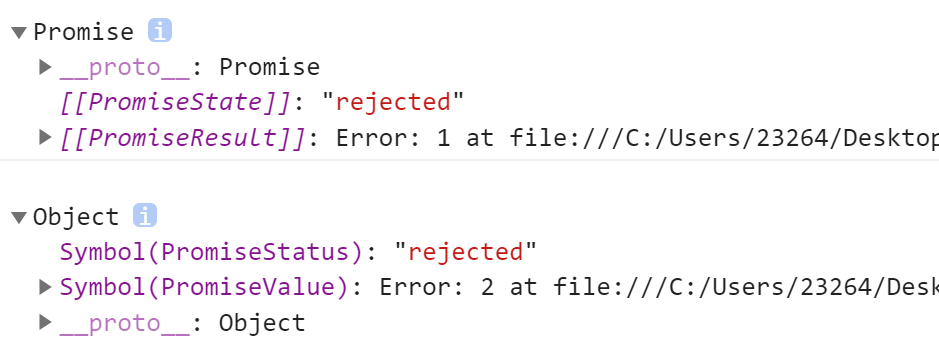 Promise i
__proto__: Promise
[[PromiseState]]: "rejected"
[[PromiseResult]]: Error: 1 at file:///C:/Users/23264/Desktop
Object i
Symbol(PromiseStatus): "rejected"
Symbol(PromiseValue): Error: 2 at file:///C:/Users/23264/Desk
__proto__: Object